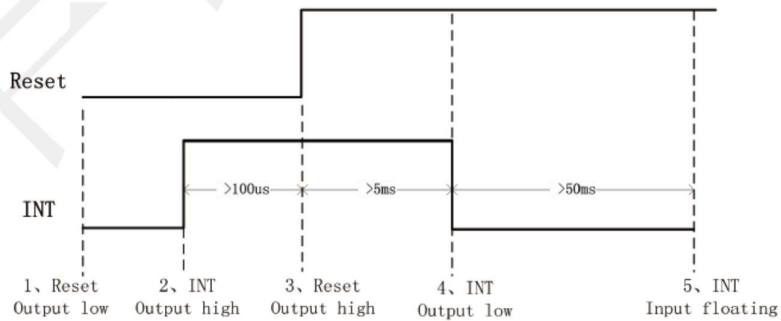 Reset
>100us
>5ms
>50ms
INT
1、Reset
Output low
2、INT
Output high
3、Reset
Output high
4、INT
Output low
5、INT
Input floating